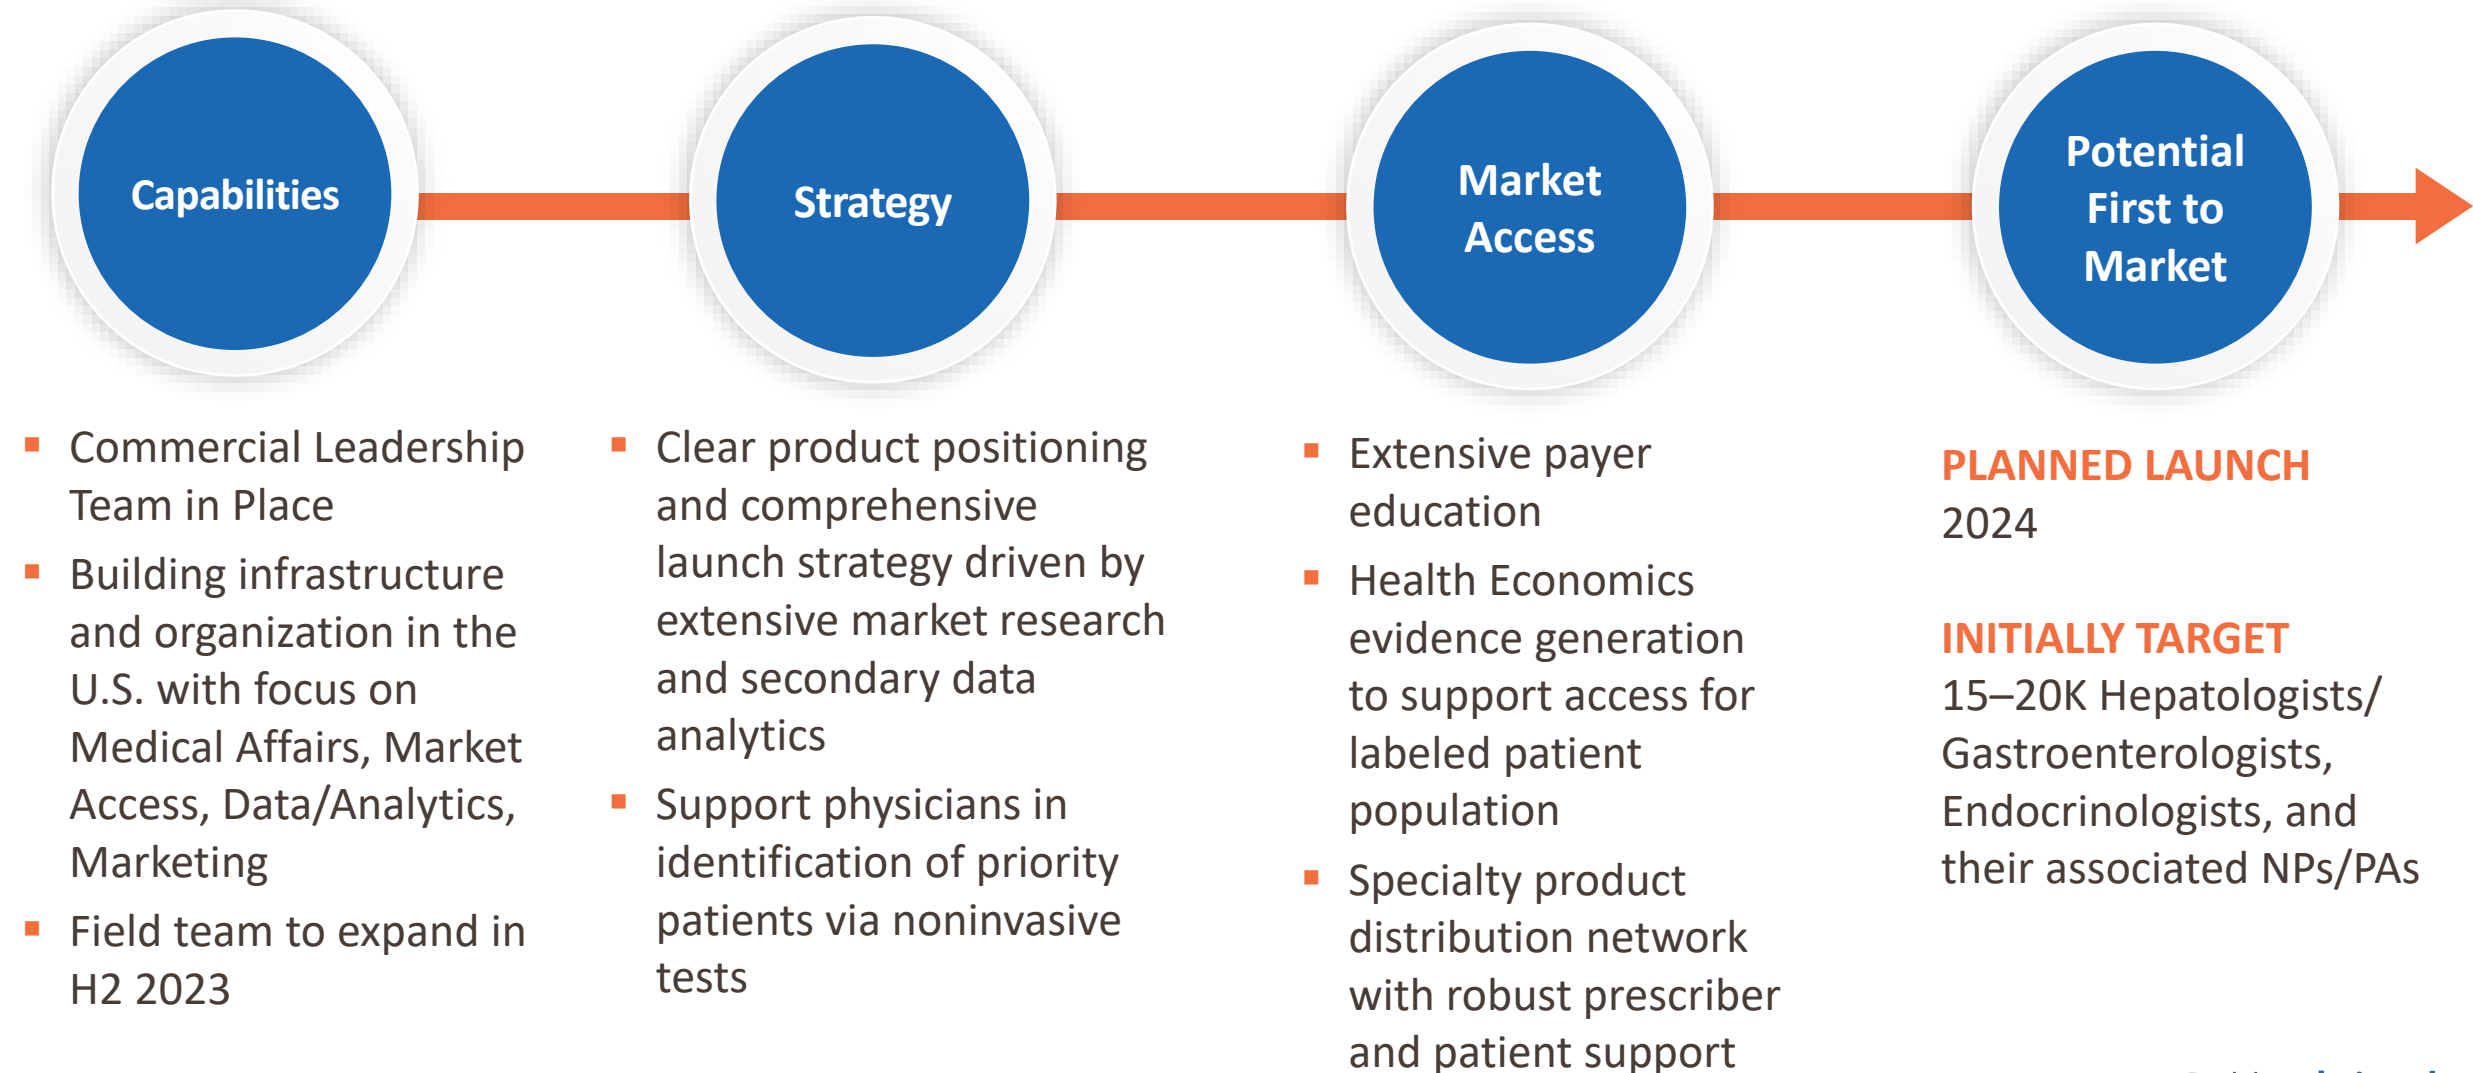 Capabilities
Strategy
Market
Access
Potential
First to
Market
▪ Commercial Leadership
Team in Place
▪ Building infrastructure
and organization in the
U.S. with focus on
Medical Affairs, Market
Access, Data/Analytics,
Marketing
▪ Field team to expand in
H2 2023
▪ Clear product positioning
and comprehensive
launch strategy driven by
extensive market research
and secondary data
analytics
▪ Support physicians in
identification of priority
patients via noninvasive
tests
▪ Extensive payer
education
▪ Health Economics
evidence generation
to support access for
labeled patient
population
▪ Specialty product
distribution network
with robust prescriber
and patient support
PLANNED LAUNCH
2024
INITIALLY TARGET
15–20K Hepatologists/
Gastroenterologists,
Endocrinologists, and
their associated NPs/PAs